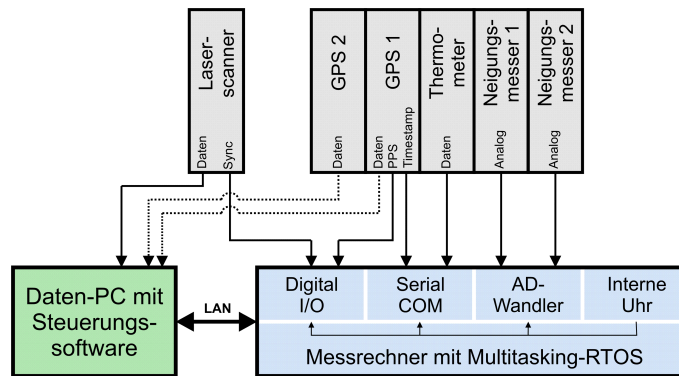 Laser-
scanner
Daten
Sync
GPS 2
Daten
GPS 1
Daten
PPS
Timestamp
Thermo-
meter
Daten
Neigungs-
messer 1
Analog
Neigungs-
messer 2
Analog
Daten-PC mit
Steuerungs-
software
LAN
Digital
I/O
Serial
COM
AD-
Wandler
Interne
Uhr
Messrechner mit Multitasking-RTOS